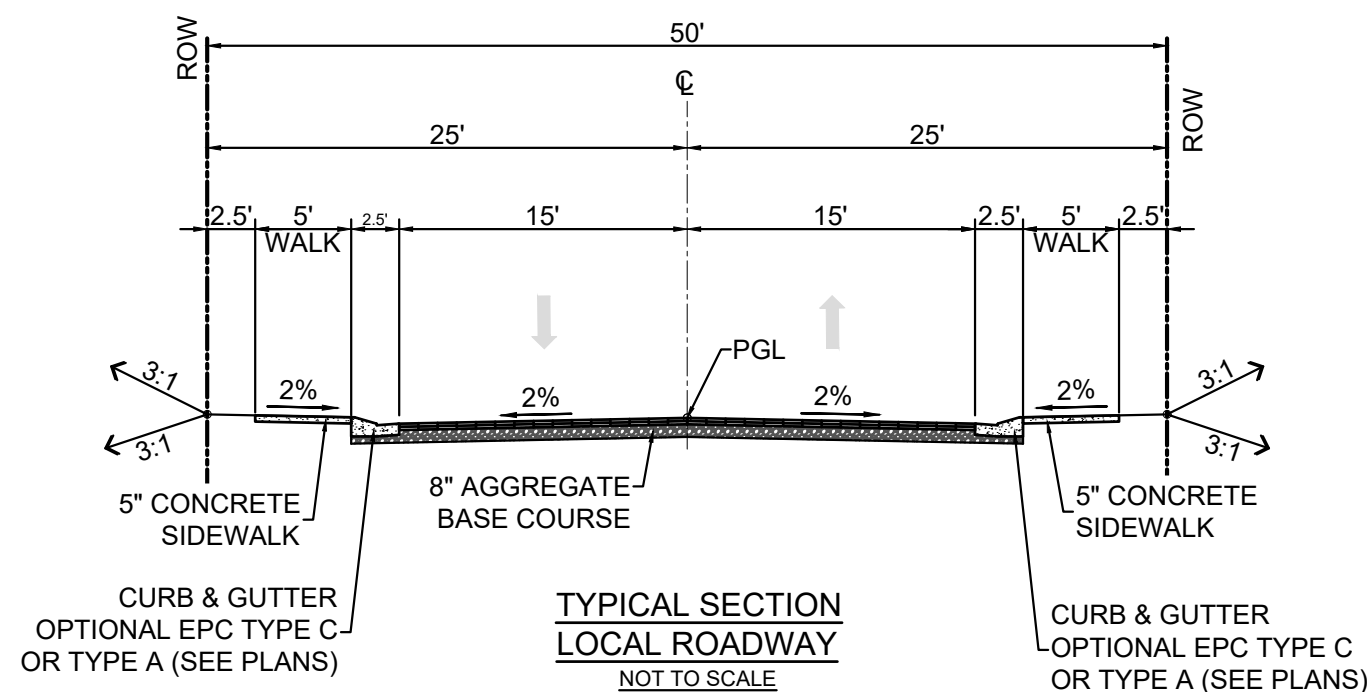 50'
ROW
℄
ROW
25' 25'
2.5' 5' 2.5' 15' 15' 2.5' 5' 2.5'
WALK WALK
PGL
3:1 2% 2% 2% 2% 3:1
3:1 3:1
5" CONCRETE
SIDEWALK
8" AGGREGATE
BASE COURSE
5" CONCRETE
SIDEWALK
CURB & GUTTER
OPTIONAL EPC TYPE C
OR TYPE A (SEE PLANS)
TYPICAL SECTION
LOCAL ROADWAY
NOT TO SCALE
CURB & GUTTER
OPTIONAL EPC TYPE C
OR TYPE A (SEE PLANS)